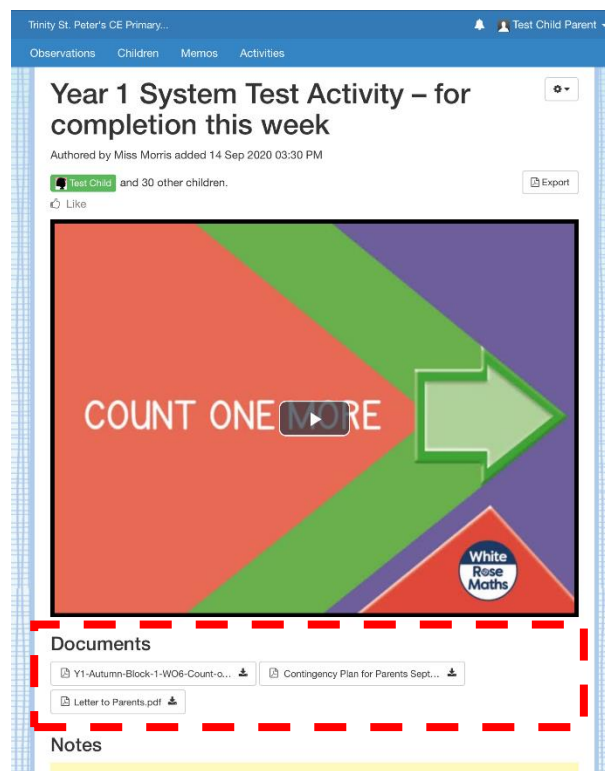 Trinity St. Peter's CE Primary...
Test Child Parent
Observations Children Memos Activities
Year 1 System Test Activity – for
completion this week
Authored by Miss Morris added 14 Sep 2020 03:30 PM
Test Child and 30 other children.
Export
Like
COUNT ONE MORE
White
Rose
Maths
Documents
Y1-Autumn-Block-1-WO6-Count-o... Contingency Plan for Parents Sept...
Letter to Parents.pdf
Notes